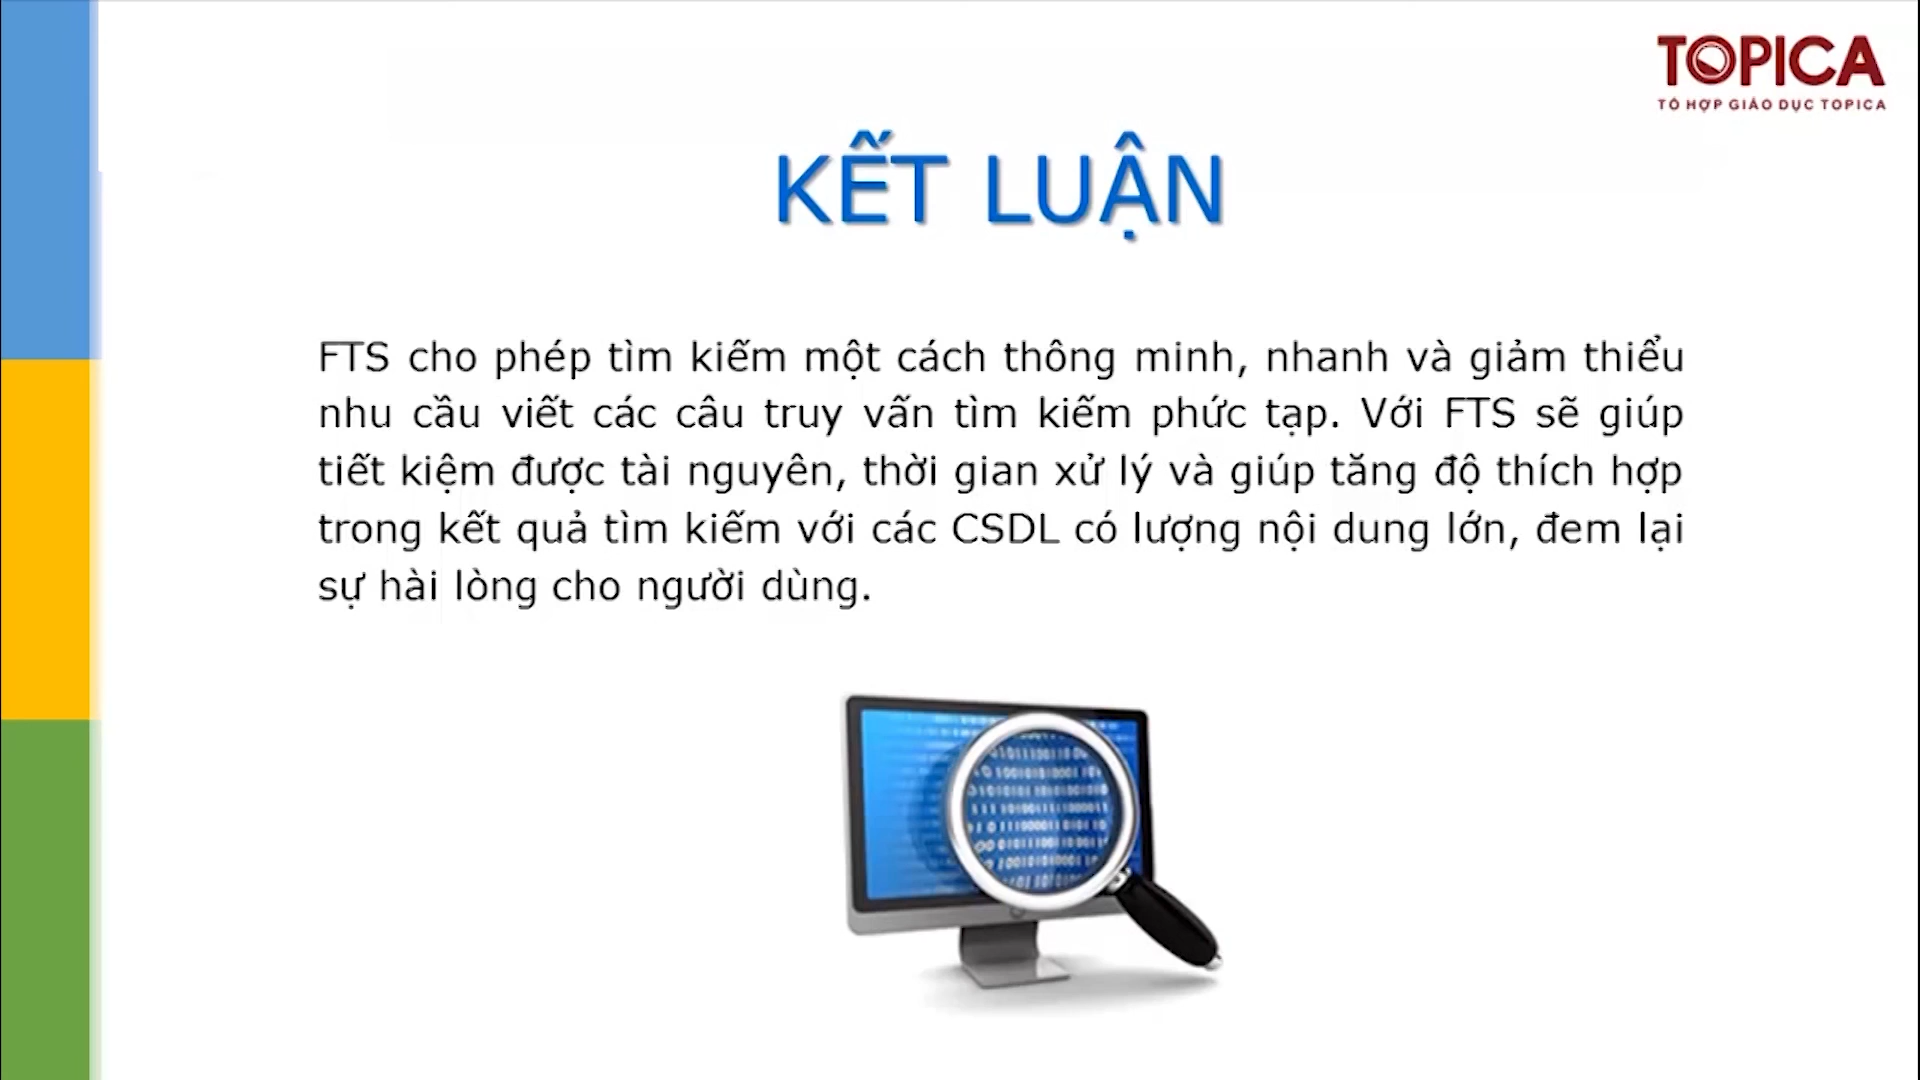 TOPICA
TỔ HỢP GIÁO DỤC TOPICA
KẾT LUẬN
FTS cho phép tìm kiếm một cách thông minh, nhanh và giảm thiểu
nhu cầu viết các câu truy vấn tìm kiếm phức tạp. Với FTS sẽ giúp
tiết kiệm được tài nguyên, thời gian xử lý và giúp tăng độ thích hợp
trong kết quả tìm kiếm với các CSDL có lượng nội dung lớn, đem lại
sự hài lòng cho người dùng.